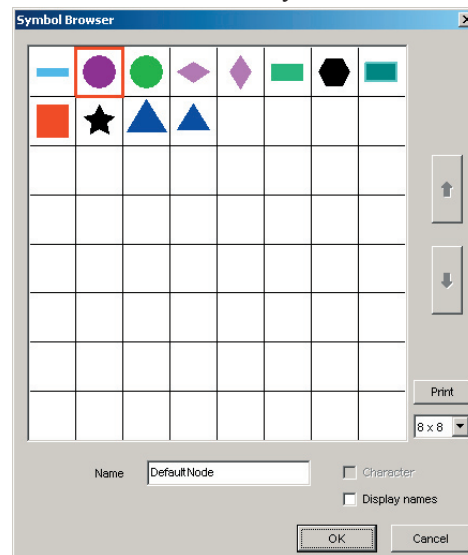 Symbol Browser
Print
8 x 8
Name DefaultNode Character
Display names
OK Cancel